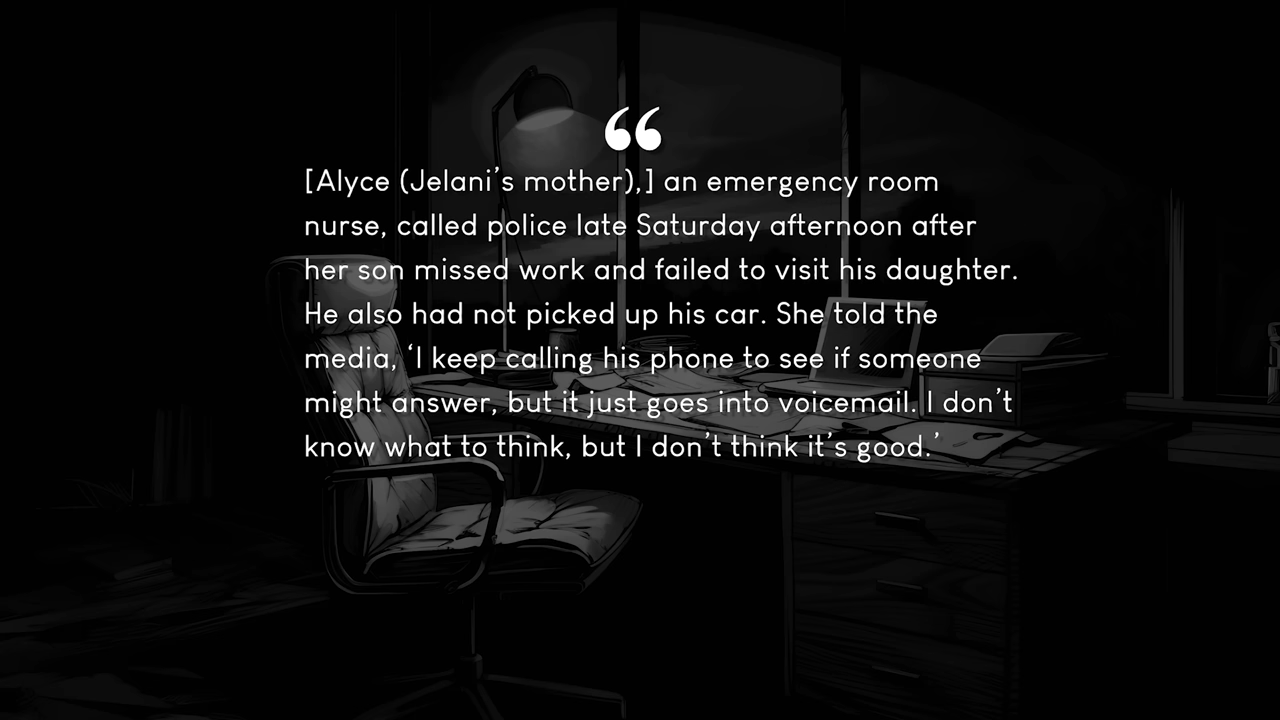 “
[Alyce (Jelani’s mother),] an emergency room
nurse, called police late Saturday afternoon after
her son missed work and failed to visit his daughter.
He also had not picked up his car. She told the
media, ‘I keep calling his phone to see if someone
might answer, but it just goes into voicemail. I don’t
know what to think, but I don’t think it’s good.’